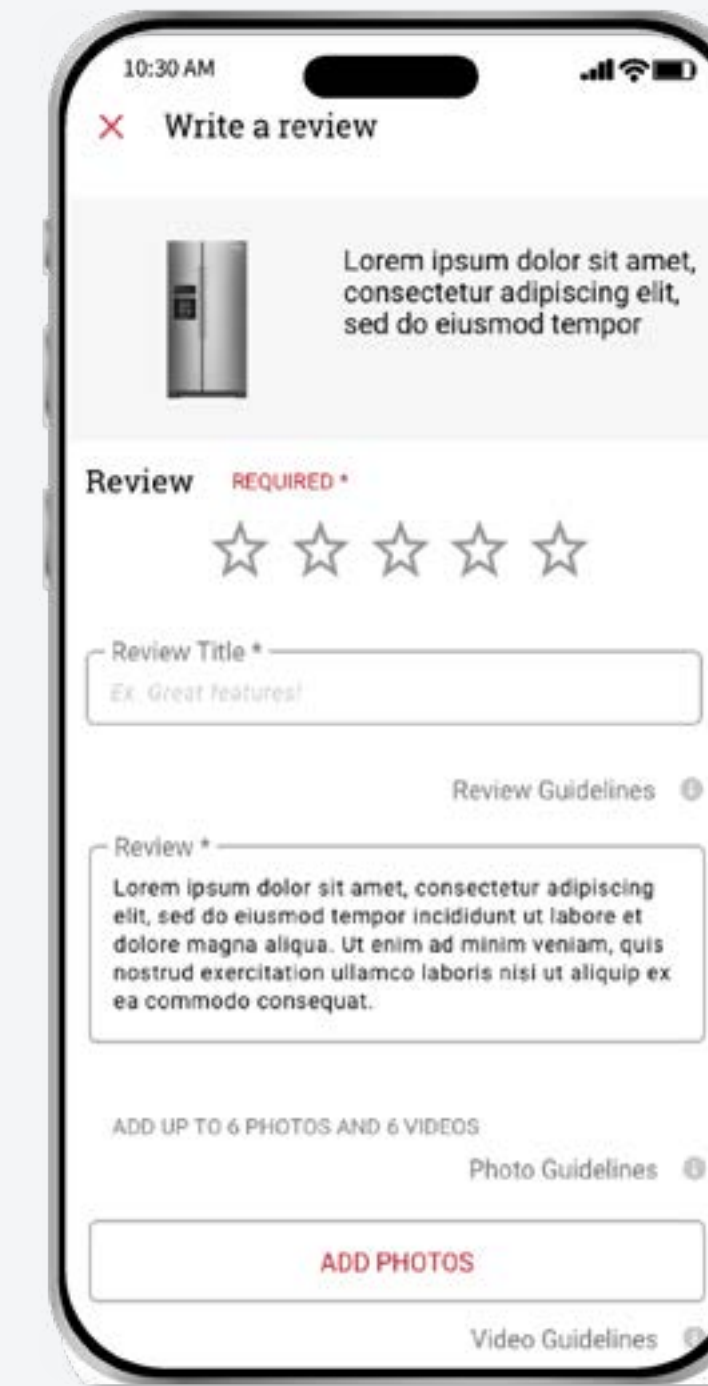 10:30 AM
Write a review
Lorem ipsum dolor sit amet,
consectetur adipiscing elit,
sed do eiusmod tempor
Review REQUIRED *
Review Title *
Ex. Great features!
Review Guidelines
Review *
Lorem ipsum dolor sit amet, consectetur adipiscing
elit, sed do eiusmod tempor incididunt ut labore et
dolore magna aliqua. Ut enim ad minim veniam, quis
nostrud exercitation ullamco laboris nisi ut aliquip ex
ea commodo consequat.
ADD UP TO 6 PHOTOS AND 6 VIDEOS
Photo Guidelines
ADD PHOTOS
Video Guidelines